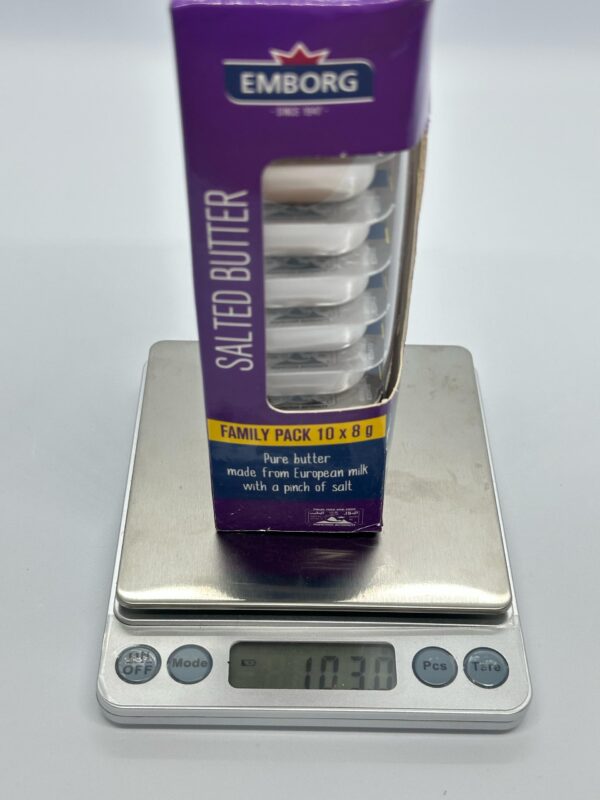 EMBORG
SINCE 1947
SALTED BUTTER
FAMILY PACK 10 x 8 g
Pure butter
made from European milk
with a pinch of salt
OFF
Mode
103.0
Pcs
Tare